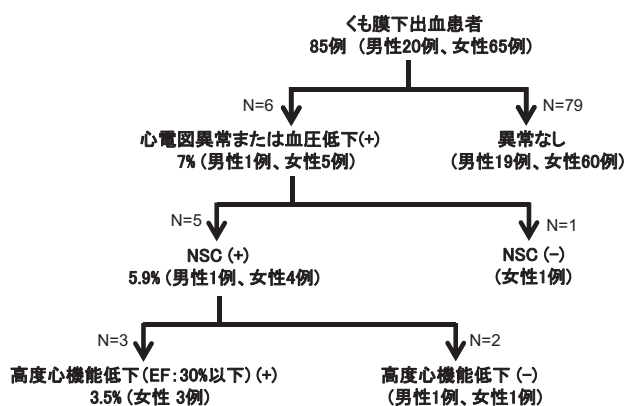 くも膜下出血患者
85例 (男性20例、女性65例)
N=6
N=79
心電図異常または血圧低下(+)
7% (男性1例、女性5例)
異常なし
(男性19例、女性60例)
N=5
N=1
NSC (+)
5.9% (男性1例、女性4例)
NSC (−)
(女性1例)
N=3
N=2
高度心機能低下(EF:30%以下) (+)
3.5% (女性 3例)
高度心機能低下 (−)
(男性1例、女性1例)